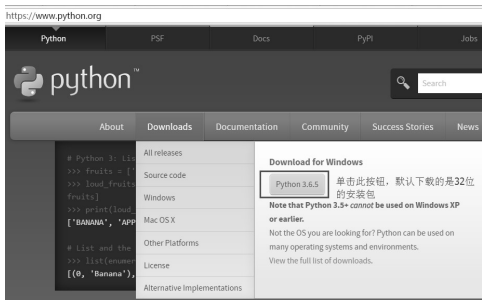 https://www.python.org
Python PSF Docs PyPI Jobs
python™
Search
About Downloads Documentation Community Success Stories News
# Python 3: Lis
>>> fruits = ['
>>> loud_fruits
fruits]
>>> print(loud_
['BANANA', 'APP
# List and the
>>> list(enumer
[(0, 'Banana'),
All releases
Source code
Windows
Mac OS X
Other Platforms
License
Alternative Implementations
Download for Windows
Python 3.6.5 单击此按钮，默认下载的是32位
的安装包
Note that Python 3.5+ cannot be used on Windows XP
or earlier.
Not the OS you are looking for? Python can be used on
many operating systems and environments.
View the full list of downloads.